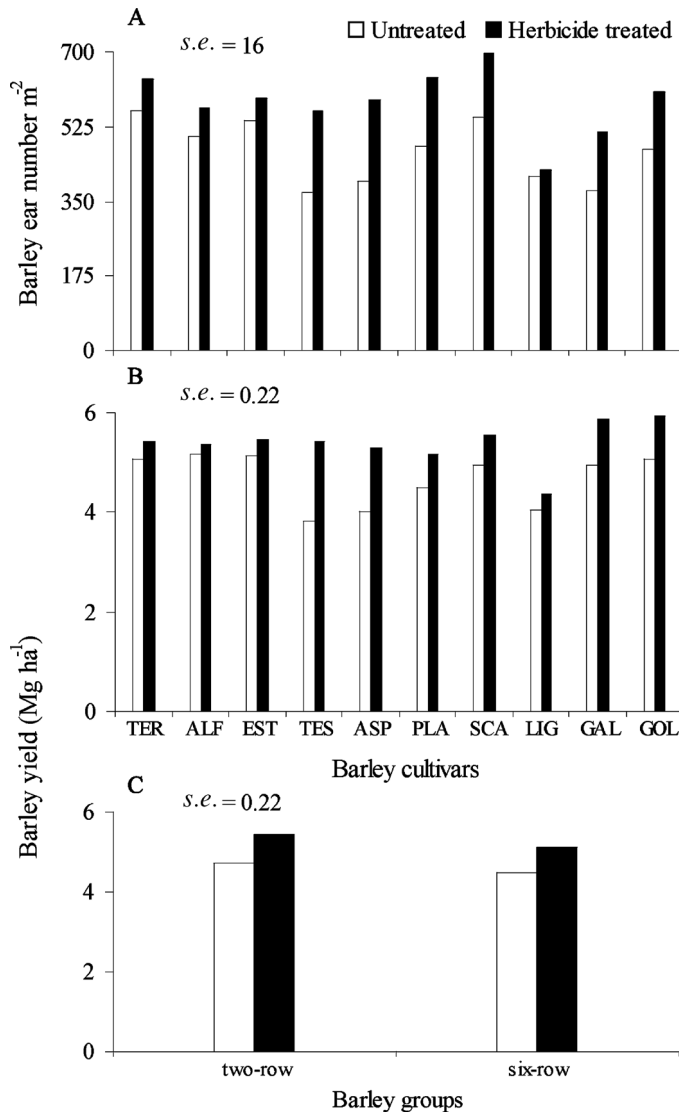 A
s.e. = 16
Untreated
Herbicide treated
Barley ear number m⁻²
700
525
350
175
0
B
s.e. = 0.22
6
4
2
0
TER ALF EST TES ASP PLA SCA LIG GAL GOL
Barley cultivars
Barley yield (Mg ha⁻¹)
C
s.e. = 0.22
6
4
2
0
two-row six-row
Barley groups